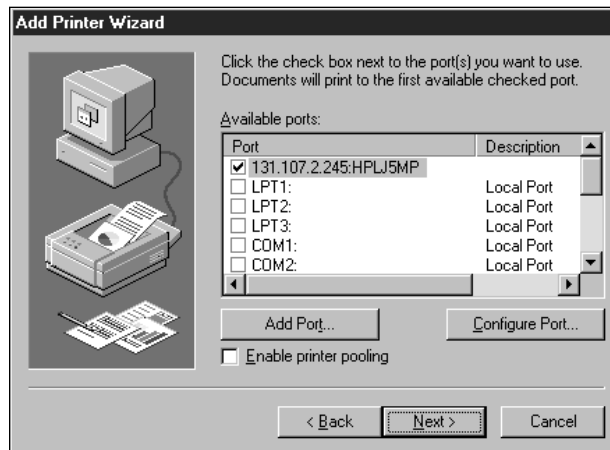 Add Printer Wizard
Click the check box next to the port(s) you want to use.
Documents will print to the first available checked port.
Available ports:
Port Description
131.107.2.245:HPLJ5MP
LPT1: Local Port
LPT2: Local Port
LPT3: Local Port
COM1: Local Port
COM2: Local Port
Add Port... Configure Port...
Enable printer pooling
< Back Next > Cancel